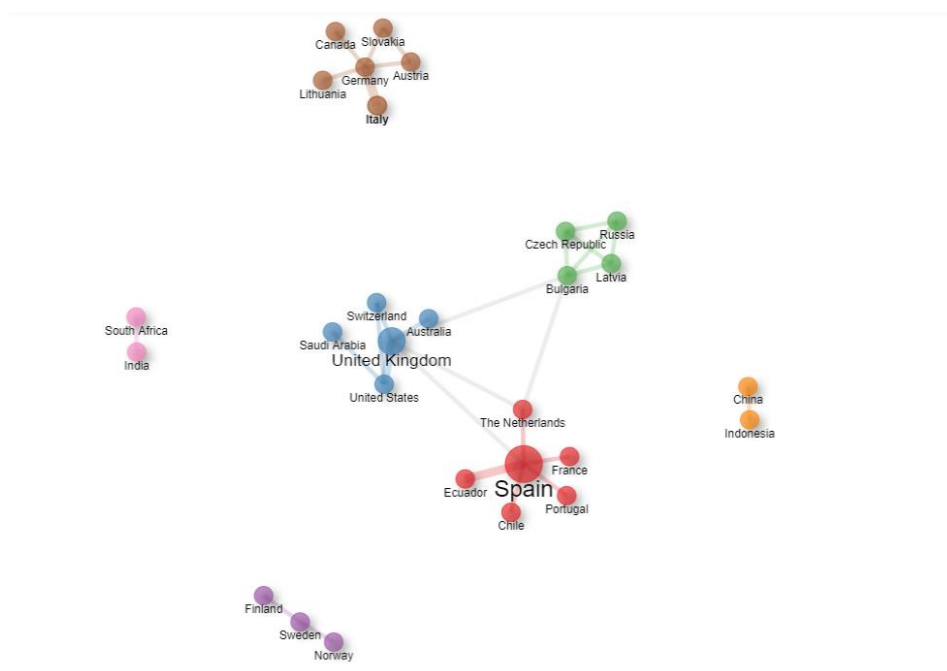 Canada
Slovakia
Germany
Austria
Lithuania
Italy
Czech Republic
Russia
Bulgaria
Latvia
South Africa
India
Switzerland
Australia
Saudi Arabia
United Kingdom
United States
China
Indonesia
The Netherlands
France
Ecuador
Spain
Portugal
Chile
Finland
Sweden
Norway